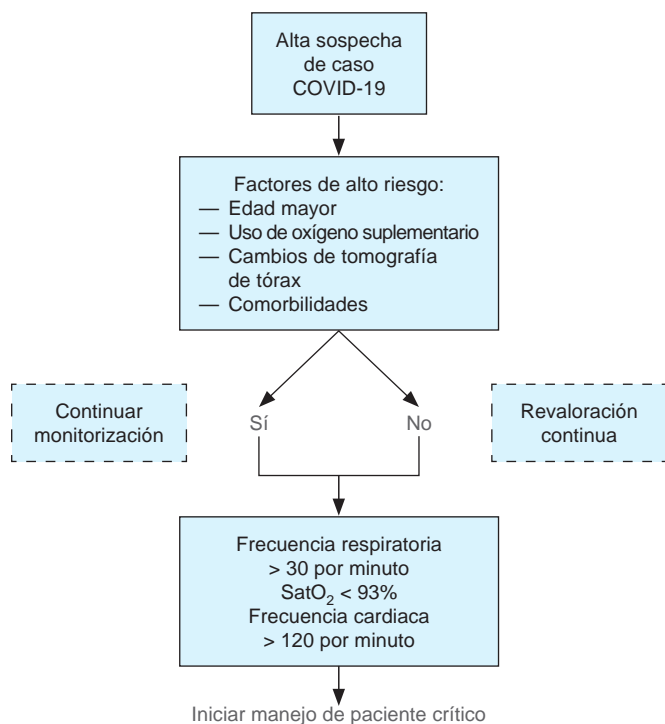 Alta sospecha
de caso
COVID-19
Factores de alto riesgo:
— Edad mayor
— Uso de oxígeno suplementario
— Cambios de tomografía
de tórax
— Comorbilidades
Continuar
monitorización
Sí
No
Revaloración
continua
Frecuencia respiratoria
> 30 por minuto
SatO₂ < 93%
Frecuencia cardiaca
> 120 por minuto
Iniciar manejo de paciente crítico